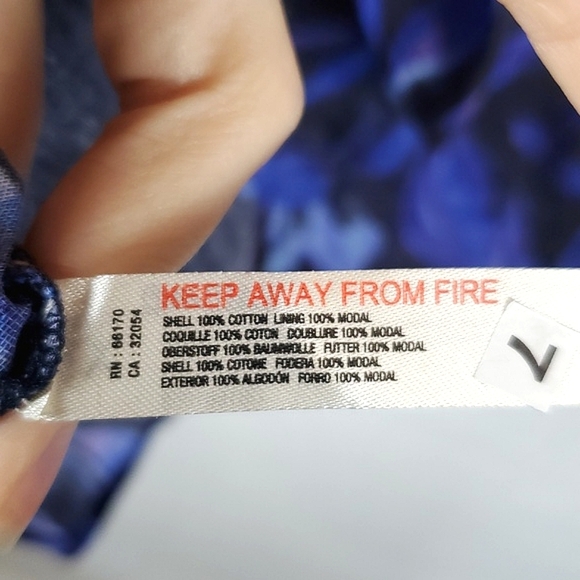 KEEP AWAY FROM FIRE
SHELL 100% COTTON LINING 100% MODAL
COQUILLE 100% COTON DOUBLURE 100% MODAL
OBERSTOFF 100% BAUMWOLLE FUTTER 100% MODAL
SHELL 100% COTONE FODERA 100% MODAL
EXTERIOR 100% ALGODÓN FORRO 100% MODAL
RN : 86170
CA : 32054
7